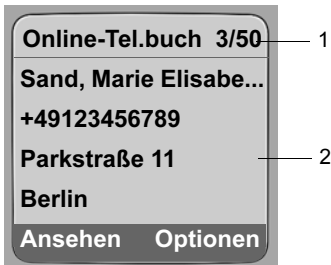 Online-Tel.buch 3/50 1
Sand, Marie Elisabe...
+49123456789
Parkstraße 11 2
Berlin
Ansehen Optionen